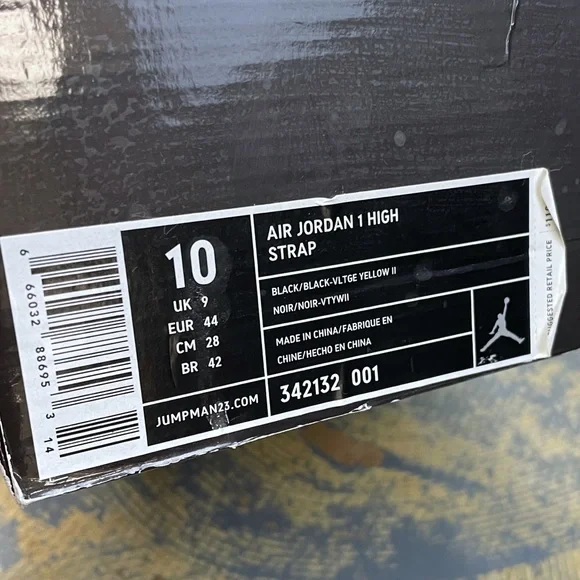 6 66032 88695 3 14
10
UK 9
EUR 44
CM 28
BR 42
JUMPMAN23.COM
AIR JORDAN 1 HIGH
STRAP
BLACK/BLACK-VLTGE YELLOW II
NOIR/NOIR-VTYWII
MADE IN CHINA/FABRIQUE EN
CHINE/HECHO EN CHINA
342132 001
RETAIL PRICE